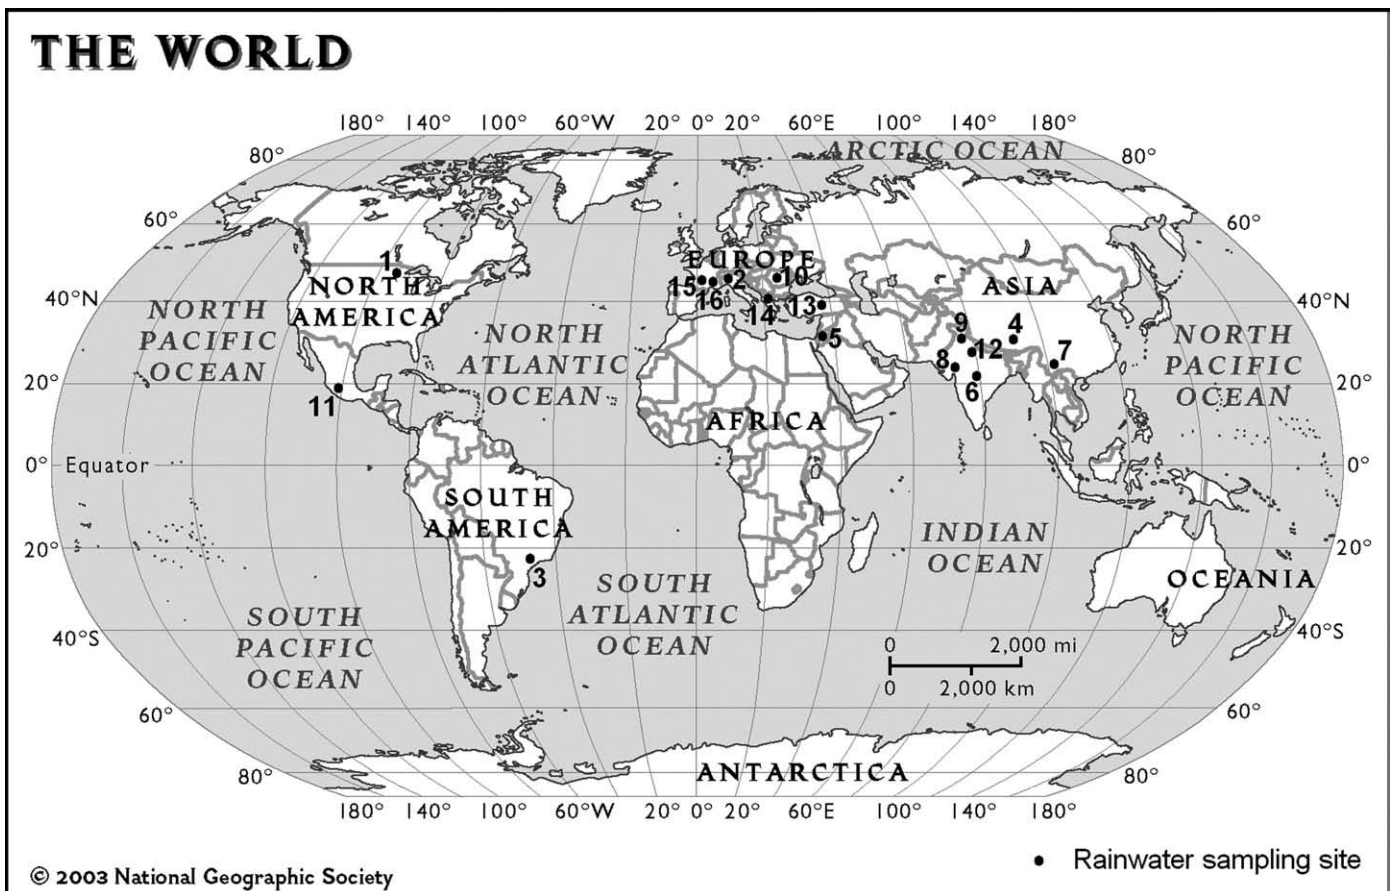 THE WORLD
180° 140° 100° 60°W 20° 0° 20° 60°E 100° 140° 180°
80° ARCTIC OCEAN 80°
60° 60°
1 EUROPE
NORTH 15 16 2 10 ASIA
40°N AMERICA 14 13 40°N
NORTH
PACIFIC
OCEAN
NORTH
ATLANTIC
OCEAN
5 9 4 12 7
8 6
NORTH
PACIFIC
OCEAN
20° 20°
11
AFRICA
0° Equator 0°
SOUTH
AMERICA
3
INDIAN
OCEAN
20° 20°
OCEANIA
SOUTH
ATLANTIC
OCEAN
SOUTH
PACIFIC
OCEAN
40°S 40°S
0 2,000 mi
0 2,000 km
60° 60°
80° ANTARCTICA 80°
180° 140° 100° 60°W 20° 0° 20° 60°E 100° 140° 180°
Rainwater sampling site
© 2003 National Geographic Society